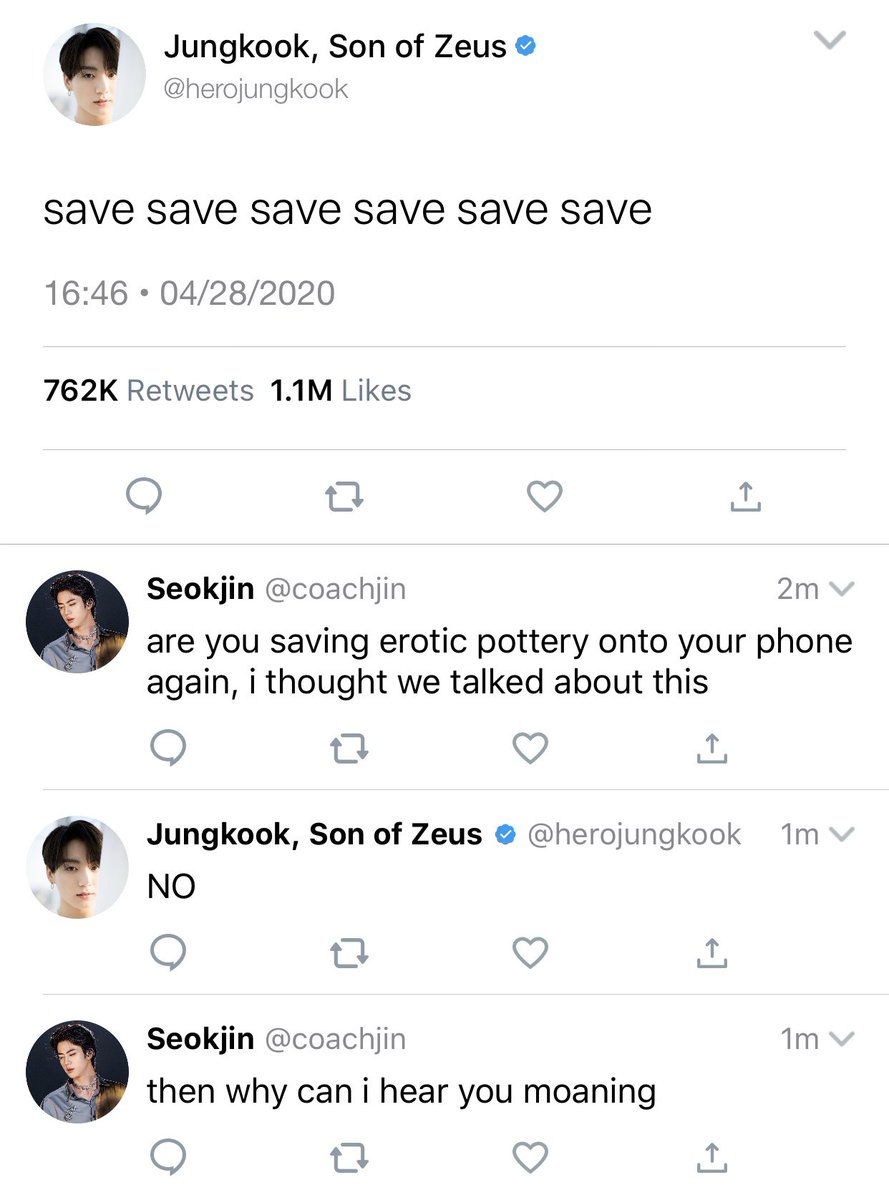 Jungkook, Son of Zeus
@herojungkook
save save save save save save
16:46 • 04/28/2020
762K Retweets 1.1M Likes
Seokjin @coachjin 2m
are you saving erotic pottery onto your phone
again, i thought we talked about this
Jungkook, Son of Zeus @herojungkook 1m
NO
Seokjin @coachjin 1m
then why can i hear you moaning